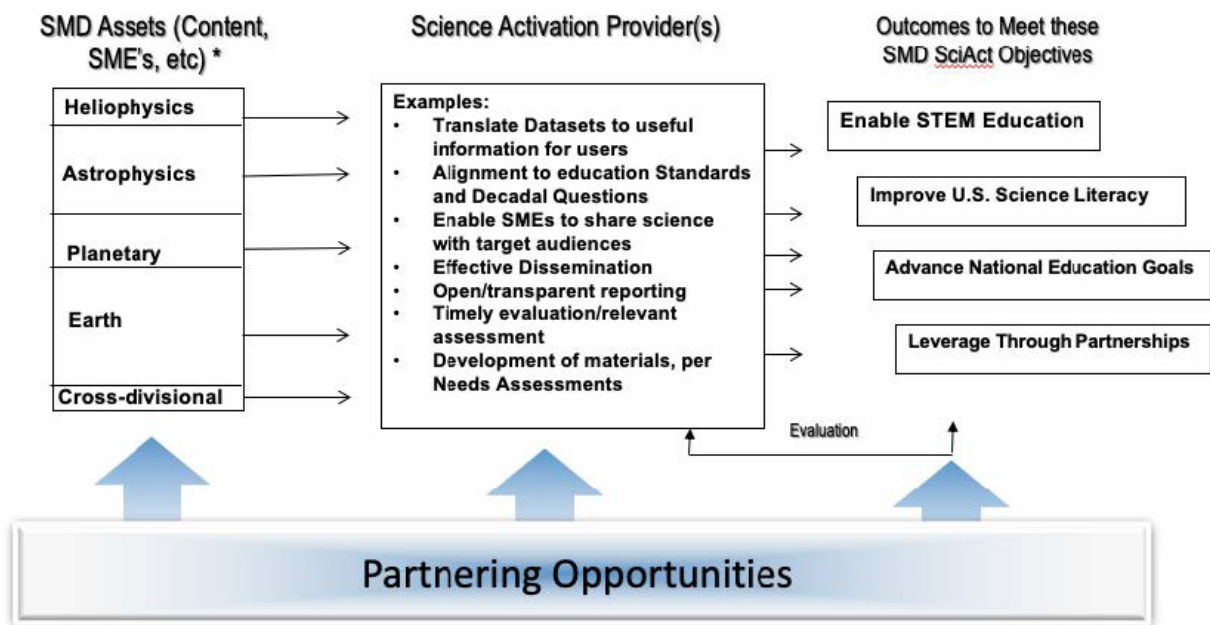 SMD Assets (Content,
SME's, etc) *
Science Activation Provider(s)
Outcomes to Meet these
SMD SciAct Objectives
Heliophysics
Astrophysics
Planetary
Earth
Cross-divisional
Examples:
• Translate Datasets to useful
information for users
• Alignment to education Standards
and Decadal Questions
• Enable SMEs to share science
with target audiences
• Effective Dissemination
• Open/transparent reporting
• Timely evaluation/relevant
assessment
• Development of materials, per
Needs Assessments
Enable STEM Education
Improve U.S. Science Literacy
Advance National Education Goals
Leverage Through Partnerships
Evaluation
Partnering Opportunities